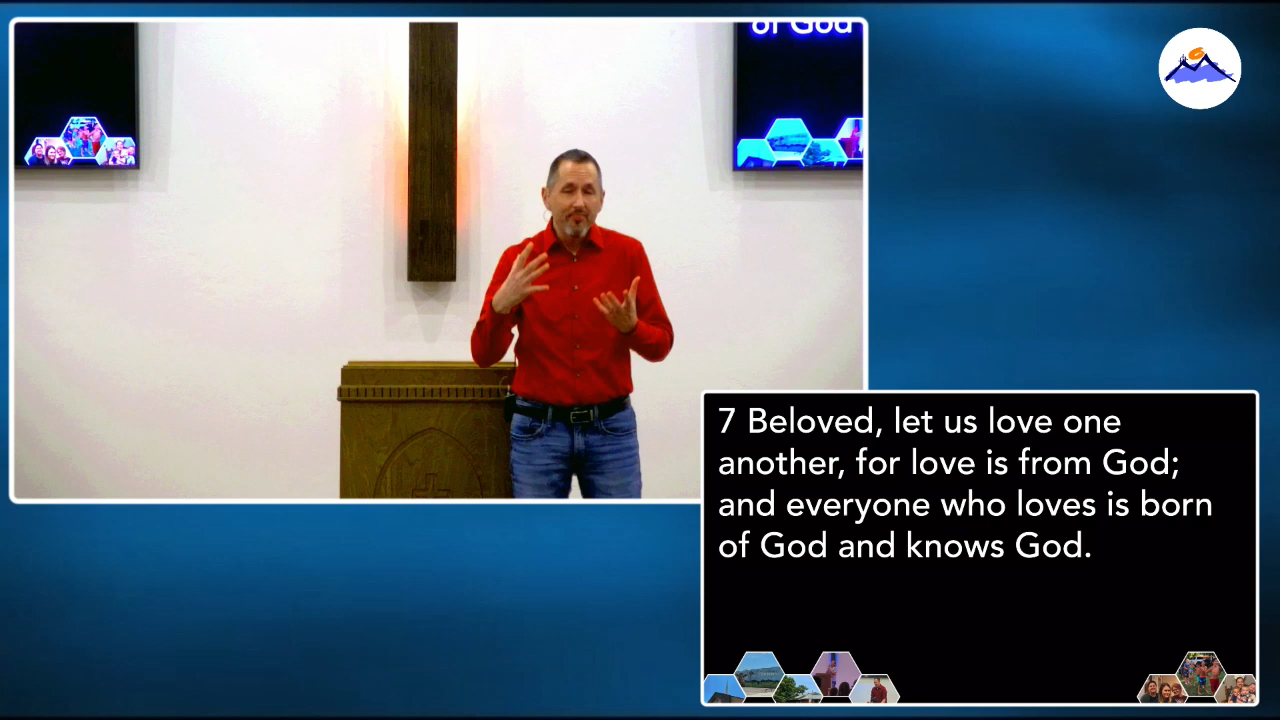 of God
7 Beloved, let us love one
another, for love is from God;
and everyone who loves is born
of God and knows God.